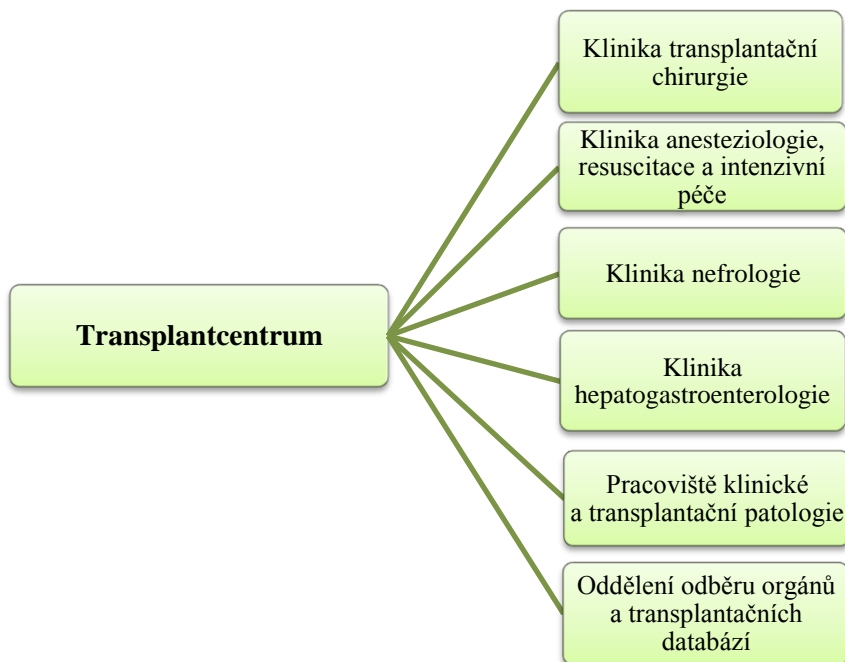 Klinika transplantační
chirurgie
Klinika anesteziologie,
resuscitace a intenzivní
péče
Klinika nefrologie
Transplantcentrum
Klinika
hepatogastroenterologie
Pracoviště klinické
a transplantační patologie
Oddělení odběru orgánů
a transplantačních
databází